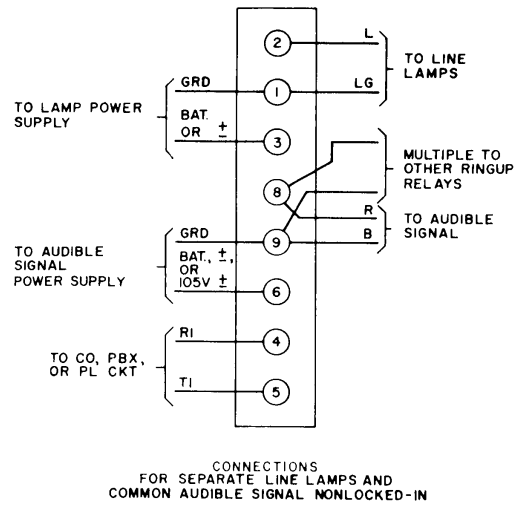 2
L
TO LINE
LAMPS
GRD
1
LG
TO LAMP POWER
SUPPLY
BAT.
OR ±
3
MULTIPLE TO
OTHER RINGUP
RELAYS
8
R
TO AUDIBLE
SIGNAL
GRD
9
B
TO AUDIBLE
SIGNAL
POWER SUPPLY
BAT., ±,
OR
105V ±
6
R1
4
TO CO, PBX,
OR PL CKT
T1
5
CONNECTIONS
FOR SEPARATE LINE LAMPS AND
COMMON AUDIBLE SIGNAL NONLOCKED-IN